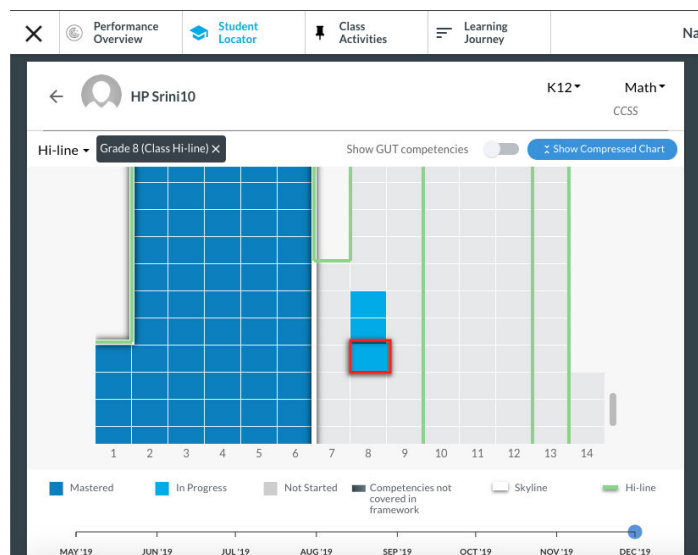 Performance Overview
Student Locator
Class Activities
Learning Journey
Na
HP Srini10
K12
Math
CCSS
Hi-line
Grade 8 (Class Hi-line) ×
Show GUT competencies
Show Compressed Chart
1 2 3 4 5 6 7 8 9 10 11 12 13 14
Mastered
In Progress
Not Started
Competencies not
covered in
framework
Skyline
Hi-line
MAY '19 JUN '19 JUL '19 AUG '19 SEP '19 OCT '19 NOV '19 DEC '19